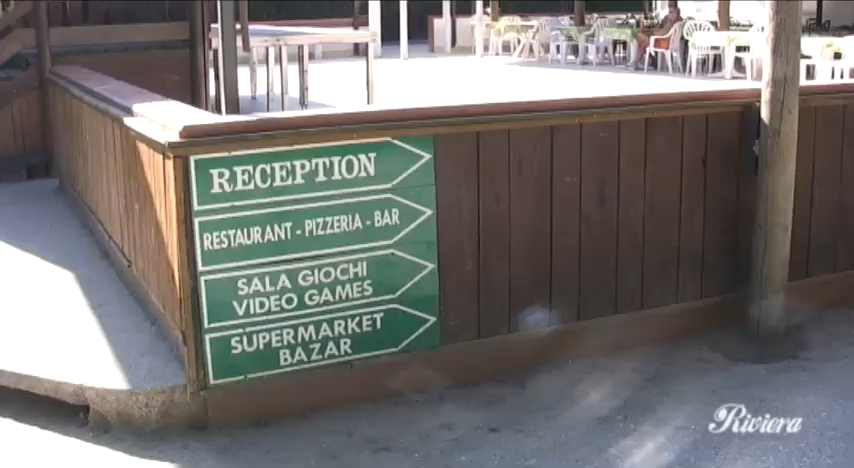 RECEPTION
RESTAURANT - PIZZERIA - BAR
SALA GIOCHI
VIDEO GAMES
SUPERMARKET
BAZAR
Riviera